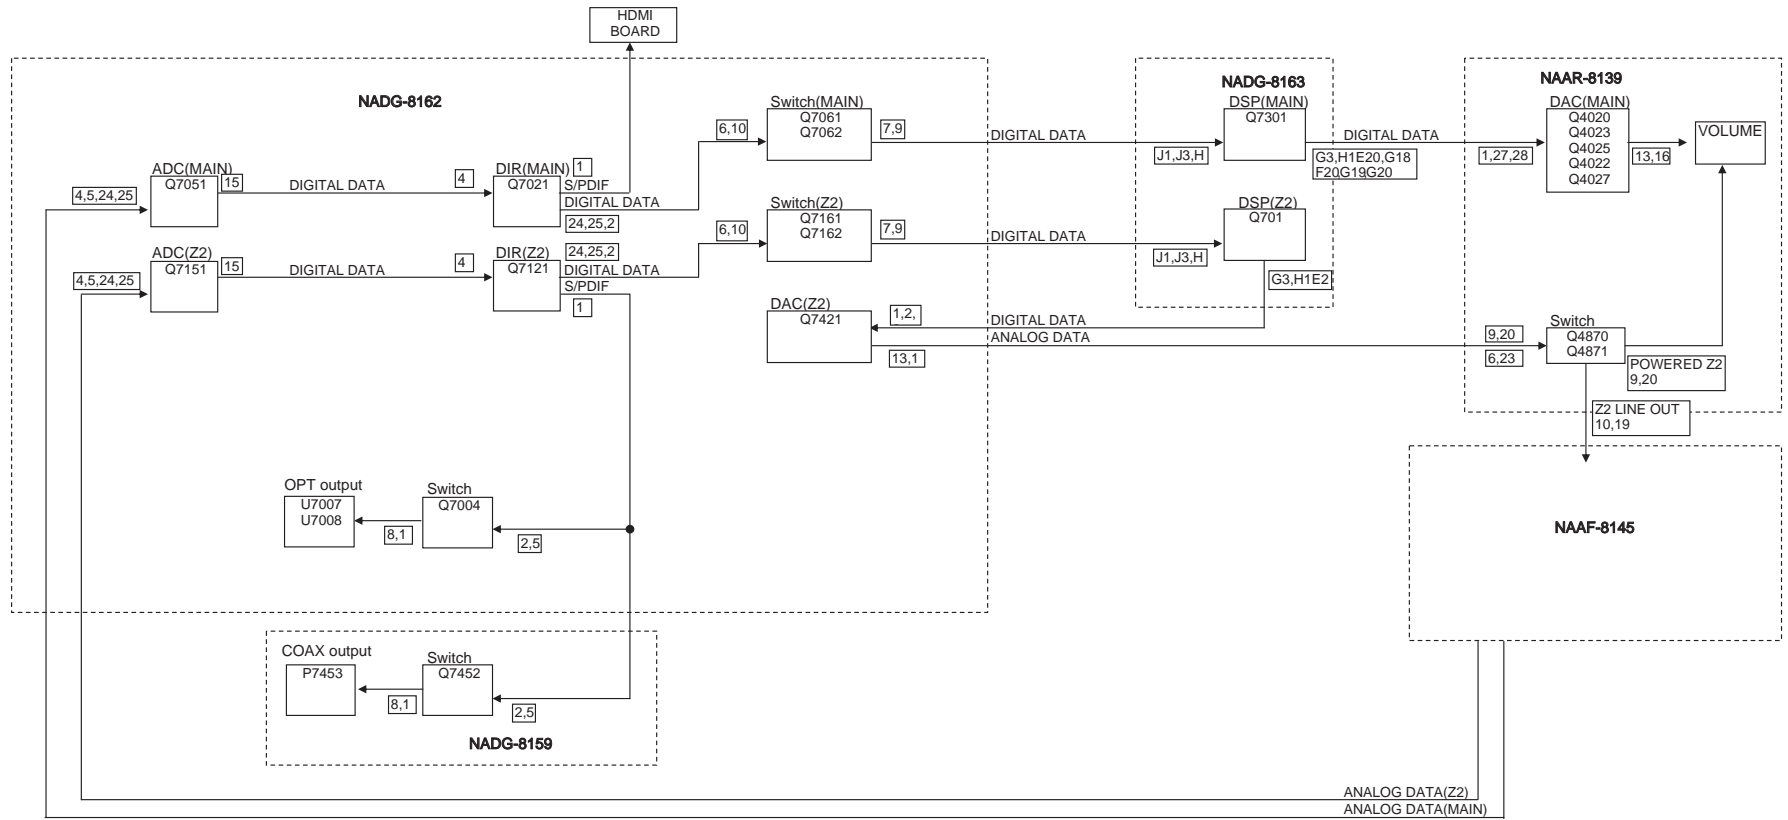 HDMI
BOARD
NADG-8162
NADG-8163
NAAR-8139
Switch(MAIN)
Q7061
Q7062
6,10
7,9
DIGITAL DATA
J1,J3,H
DSP(MAIN)
Q7301
DIGITAL DATA
G3,H1E20,G18
F20G19G20
1,27,28
DAC(MAIN)
Q4020
Q4023
Q4025
Q4022
Q4027
13,16
VOLUME
ADC(MAIN)
Q7051
4,5,24,25
15
DIGITAL DATA
4
DIR(MAIN)
Q7021
1
S/PDIF
DIGITAL DATA
24,25,2
Switch(Z2)
Q7161
Q7162
6,10
7,9
DIGITAL DATA
J1,J3,H
DSP(Z2)
Q701
G3,H1E2
ADC(Z2)
Q7151
4,5,24,25
15
DIGITAL DATA
4
DIR(Z2)
Q7121
24,25,2
DIGITAL DATA
S/PDIF
1
DAC(Z2)
Q7421
1,2,
DIGITAL DATA
ANALOG DATA
13,1
9,20
6,23
Switch
Q4870
Q4871
POWERED Z2
9,20
Z2 LINE OUT
10,19
OPT output
U7007
U7008
8,1
Switch
Q7004
2,5
NAAF-8145
COAX output
P7453
8,1
Switch
Q7452
2,5
NADG-8159
ANALOG DATA(Z2)
ANALOG DATA(MAIN)